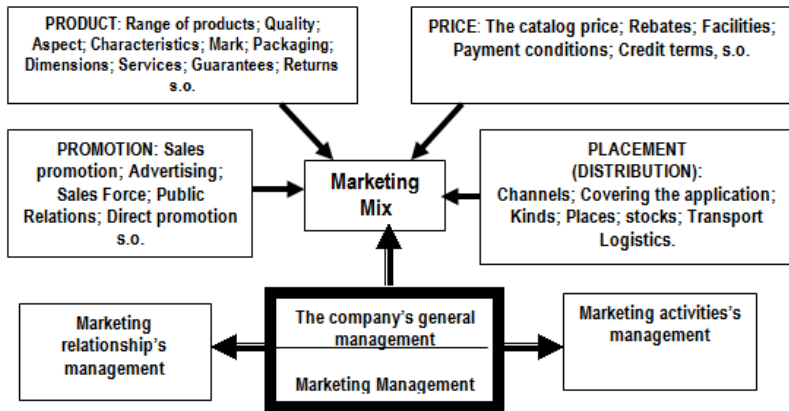 PRODUCT: Range of products; Quality;
Aspect; Characteristics; Mark; Packaging;
Dimensions; Services; Guarantees; Returns
s.o.
PRICE: The catalog price; Rebates; Facilities;
Payment conditions; Credit terms, s.o.
PROMOTION: Sales
promotion; Advertising;
Sales Force; Public
Relations; Direct promotion
s.o.
Marketing
Mix
PLACEMENT
(DISTRIBUTION):
Channels; Covering the application;
Kinds; Places; stocks; Transport
Logistics.
Marketing
relationship's
management
The company's general
management
Marketing Management
Marketing activities's
management